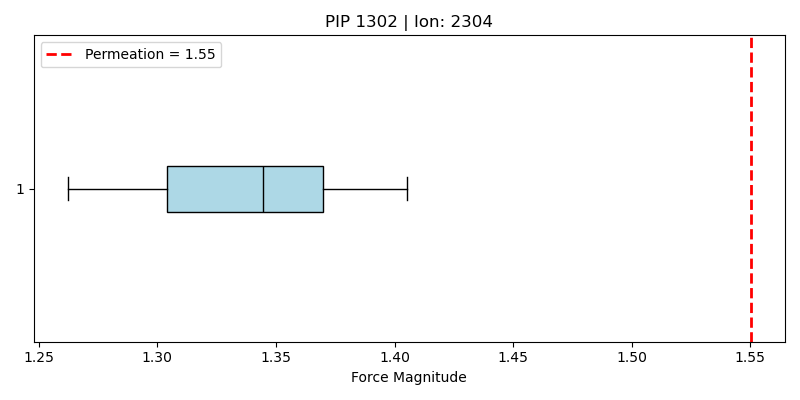 PIP 1302 | Ion: 2304
Permeation = 1.55
1
1.25 1.30 1.35 1.40 1.45 1.50 1.55
Force Magnitude